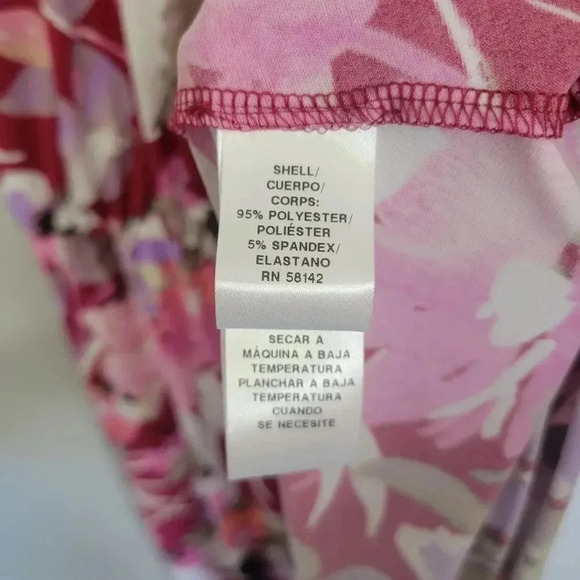 SHELL/
CUERPO/
CORPS:
95% POLYESTER/
POLIÉSTER
5% SPANDEX/
ELASTANO
RN 58142
SECAR A
MÁQUINA A BAJA
TEMPERATURA
PLANCHAR A BAJA
TEMPERATURA
CUANDO
SE NECESITE